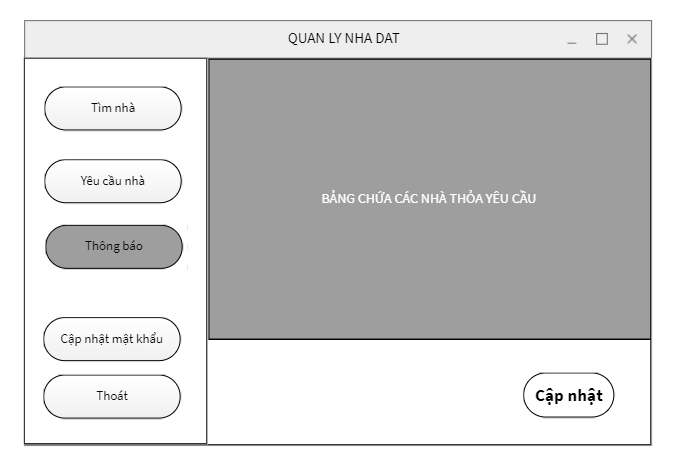 QUAN LY NHA DAT
Tìm nhà
Yêu cầu nhà
Thông báo
Cập nhật mật khẩu
Thoát
BẢNG CHỨA CÁC NHÀ THỎA YÊU CẦU
Cập nhật